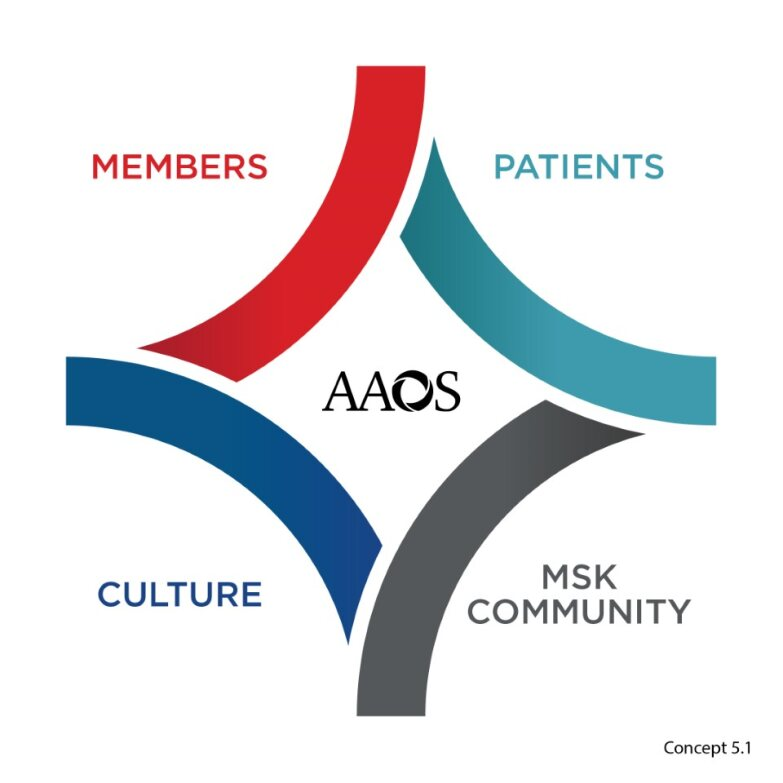 MEMBERS
PATIENTS
AAOS
CULTURE
MSK
COMMUNITY
Concept 5.1